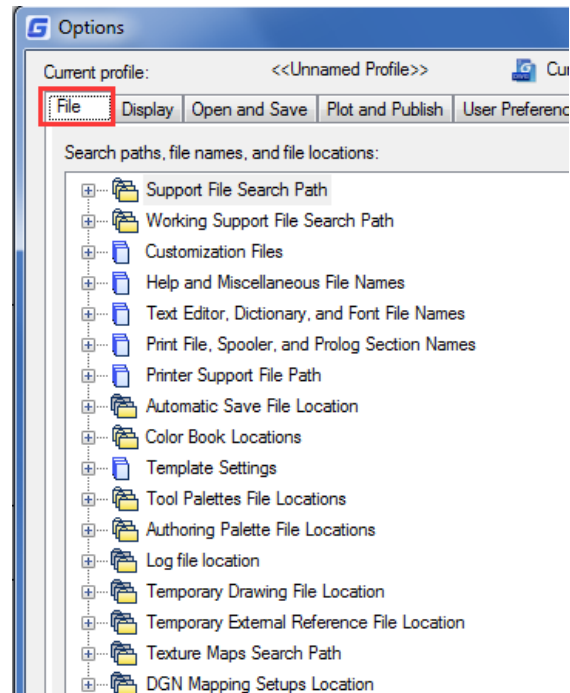 Options
Current profile: <<Unnamed Profile>> Cu
File Display Open and Save Plot and Publish User Preferenc
Search paths, file names, and file locations:
Support File Search Path
Working Support File Search Path
Customization Files
Help and Miscellaneous File Names
Text Editor, Dictionary, and Font File Names
Print File, Spooler, and Prolog Section Names
Printer Support File Path
Automatic Save File Location
Color Book Locations
Template Settings
Tool Palettes File Locations
Authoring Palette File Locations
Log file location
Temporary Drawing File Location
Temporary External Reference File Location
Texture Maps Search Path
DGN Mapping Setups Location